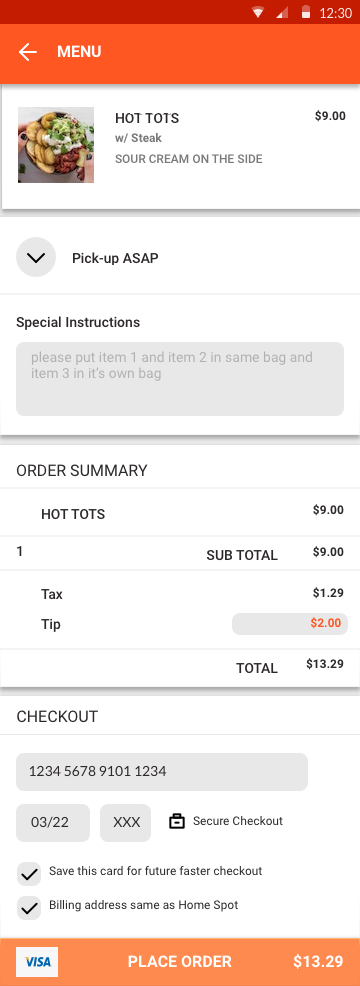 12:30
MENU
HOT TOTS $9.00
w/ Steak
SOUR CREAM ON THE SIDE
Pick-up ASAP
Special Instructions
please put item 1 and item 2 in same bag and
item 3 in it's own bag
ORDER SUMMARY
HOT TOTS $9.00
1 SUB TOTAL $9.00
Tax $1.29
Tip $2.00
TOTAL $13.29
CHECKOUT
1234 5678 9101 1234
03/22 XXX Secure Checkout
Save this card for future faster checkout
Billing address same as Home Spot
VISA PLACE ORDER $13.29